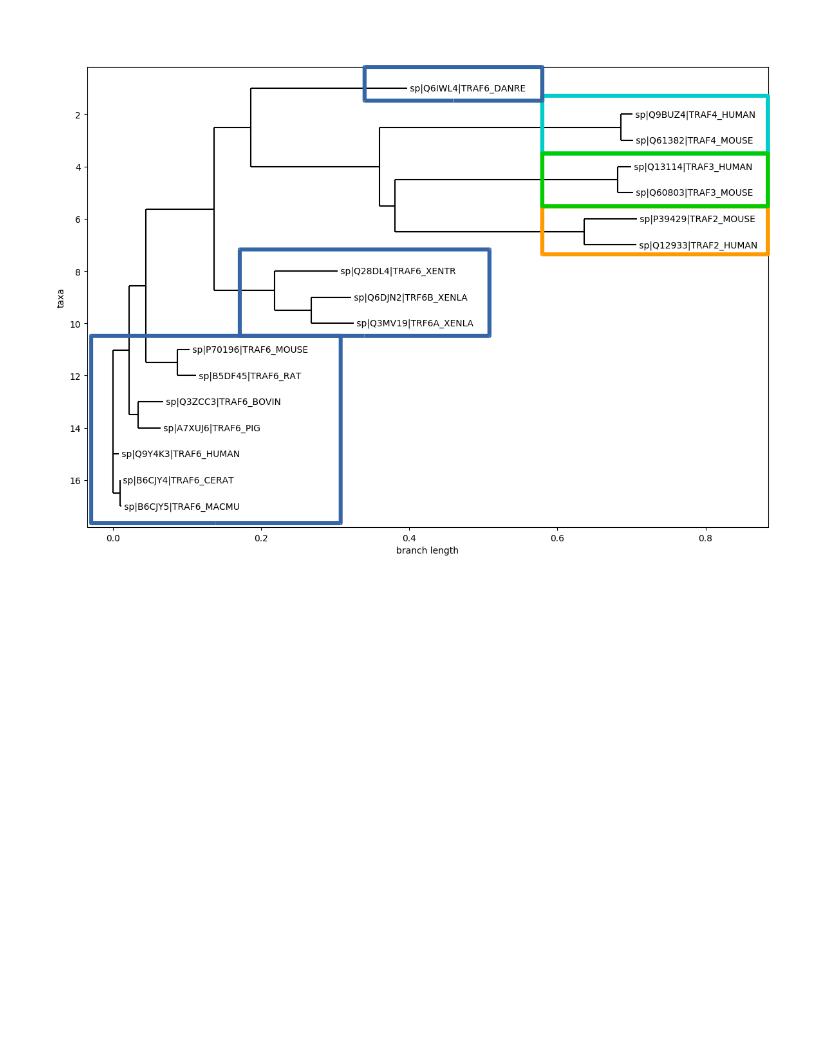 sp|Q6IWL4|TRAF6_DANRE
2
sp|Q9BUZ4|TRAF4_HUMAN
sp|Q61382|TRAF4_MOUSE
4
sp|Q13114|TRAF3_HUMAN
sp|Q60803|TRAF3_MOUSE
6
sp|P39429|TRAF2_MOUSE
sp|Q12933|TRAF2_HUMAN
8
sp|Q28DL4|TRAF6_XENTR
sp|Q6DJN2|TRF6B_XENLA
taxa
10
sp|Q3MV19|TRF6A_XENLA
sp|P70196|TRAF6_MOUSE
12
sp|B5DF45|TRAF6_RAT
sp|Q3ZCC3|TRAF6_BOVIN
14
sp|A7XUJ6|TRAF6_PIG
sp|Q9Y4K3|TRAF6_HUMAN
16
sp|B6CJY4|TRAF6_CERAT
sp|B6CJY5|TRAF6_MACMU
0.0 0.2 0.4 0.6 0.8
branch length